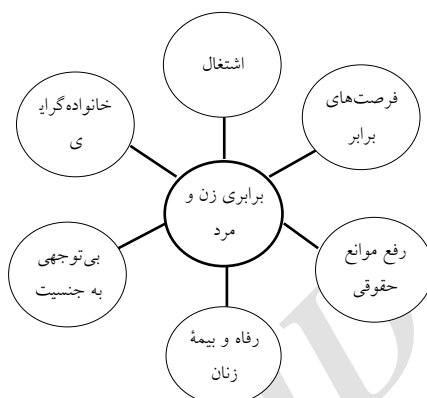 اشتغال
فرصت‌های
برابر
خانواده‌گرای
ی
برابری زن و
مرد
رفع موانع
حقوقی
بی‌توجهی
به جنسیت
رفاه و بیمهٔ
زنان